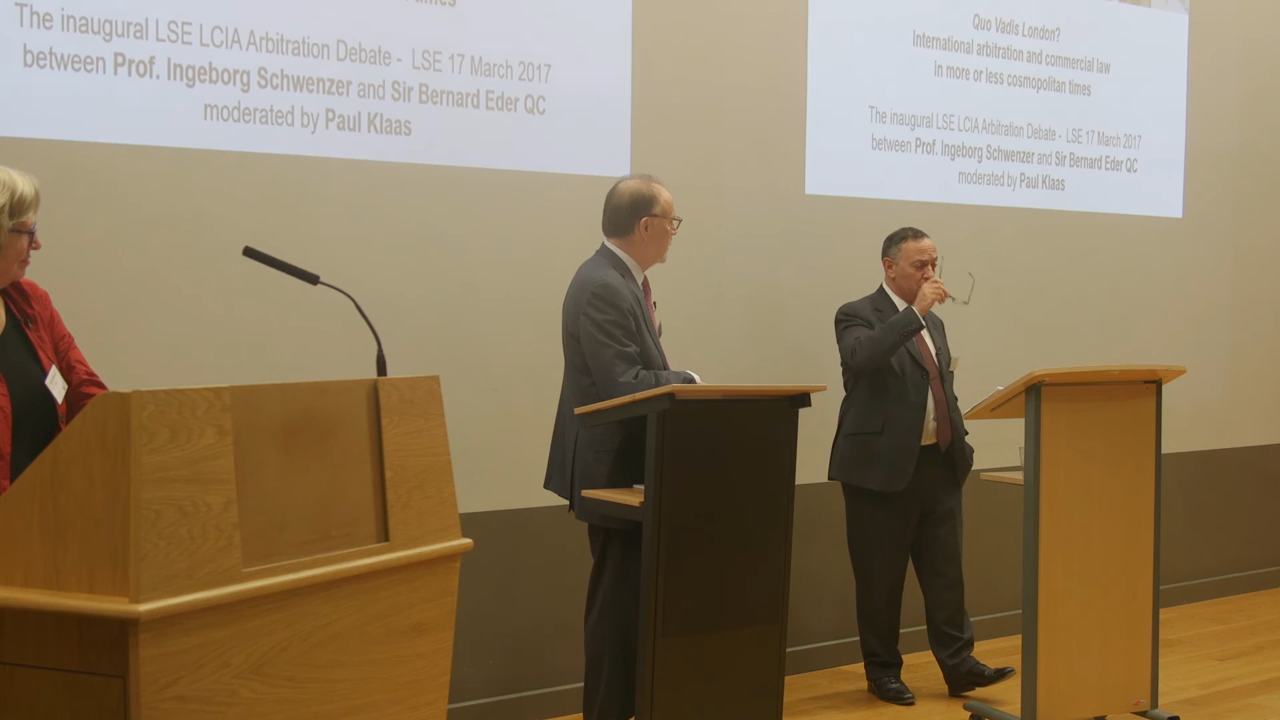 The inaugural LSE LCIA Arbitration Debate - LSE 17 March 2017
between Prof. Ingeborg Schwenzer and Sir Bernard Eder QC
moderated by Paul Klaas
Quo Vadis London?
International arbitration and commercial law
in more or less cosmopolitan times
The inaugural LSE LCIA Arbitration Debate - LSE 17 March 2017
between Prof. Ingeborg Schwenzer and Sir Bernard Eder QC
moderated by Paul Klaas